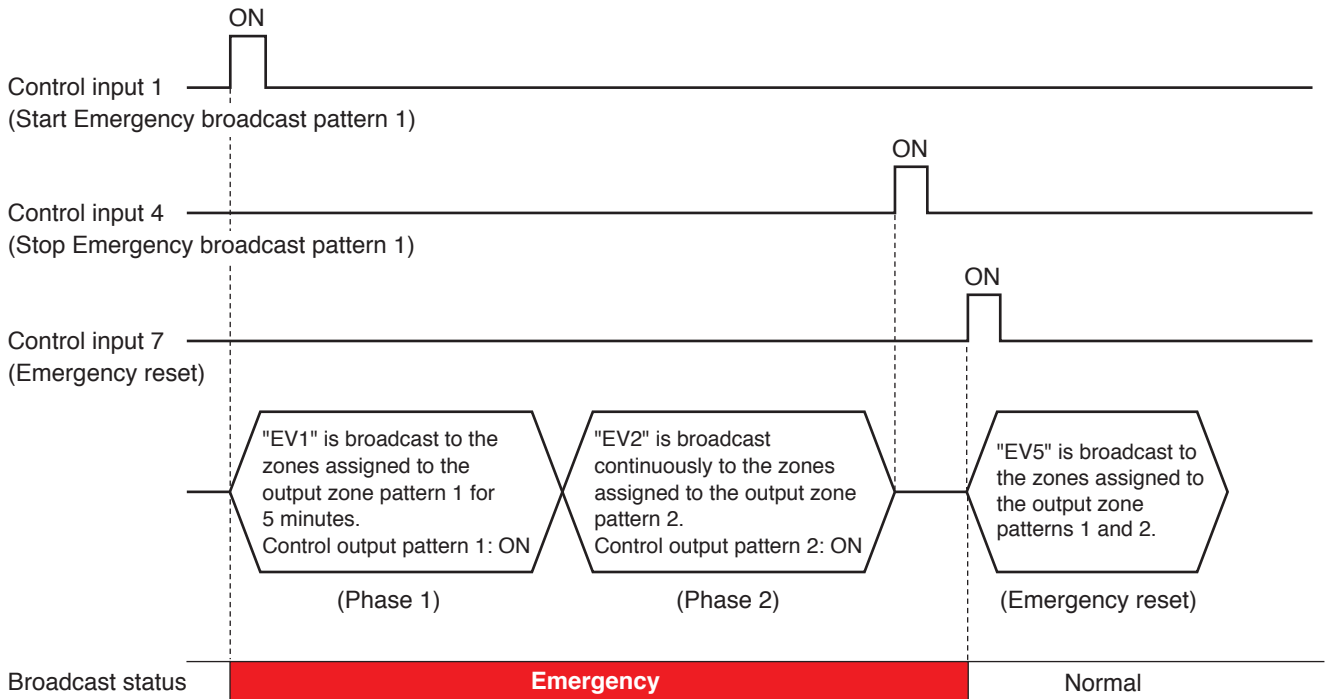 ON
Control input 1
(Start Emergency broadcast pattern 1)
ON
Control input 4
(Stop Emergency broadcast pattern 1)
ON
Control input 7
(Emergency reset)
"EV1" is broadcast to the
zones assigned to the
output zone pattern 1 for
5 minutes.
Control output pattern 1: ON
"EV2" is broadcast
continuously to the zones
assigned to the output zone
pattern 2.
Control output pattern 2: ON
"EV5" is broadcast to
the zones assigned to
the output zone
patterns 1 and 2.
(Phase 1)
(Phase 2)
(Emergency reset)
Broadcast status
Emergency
Normal